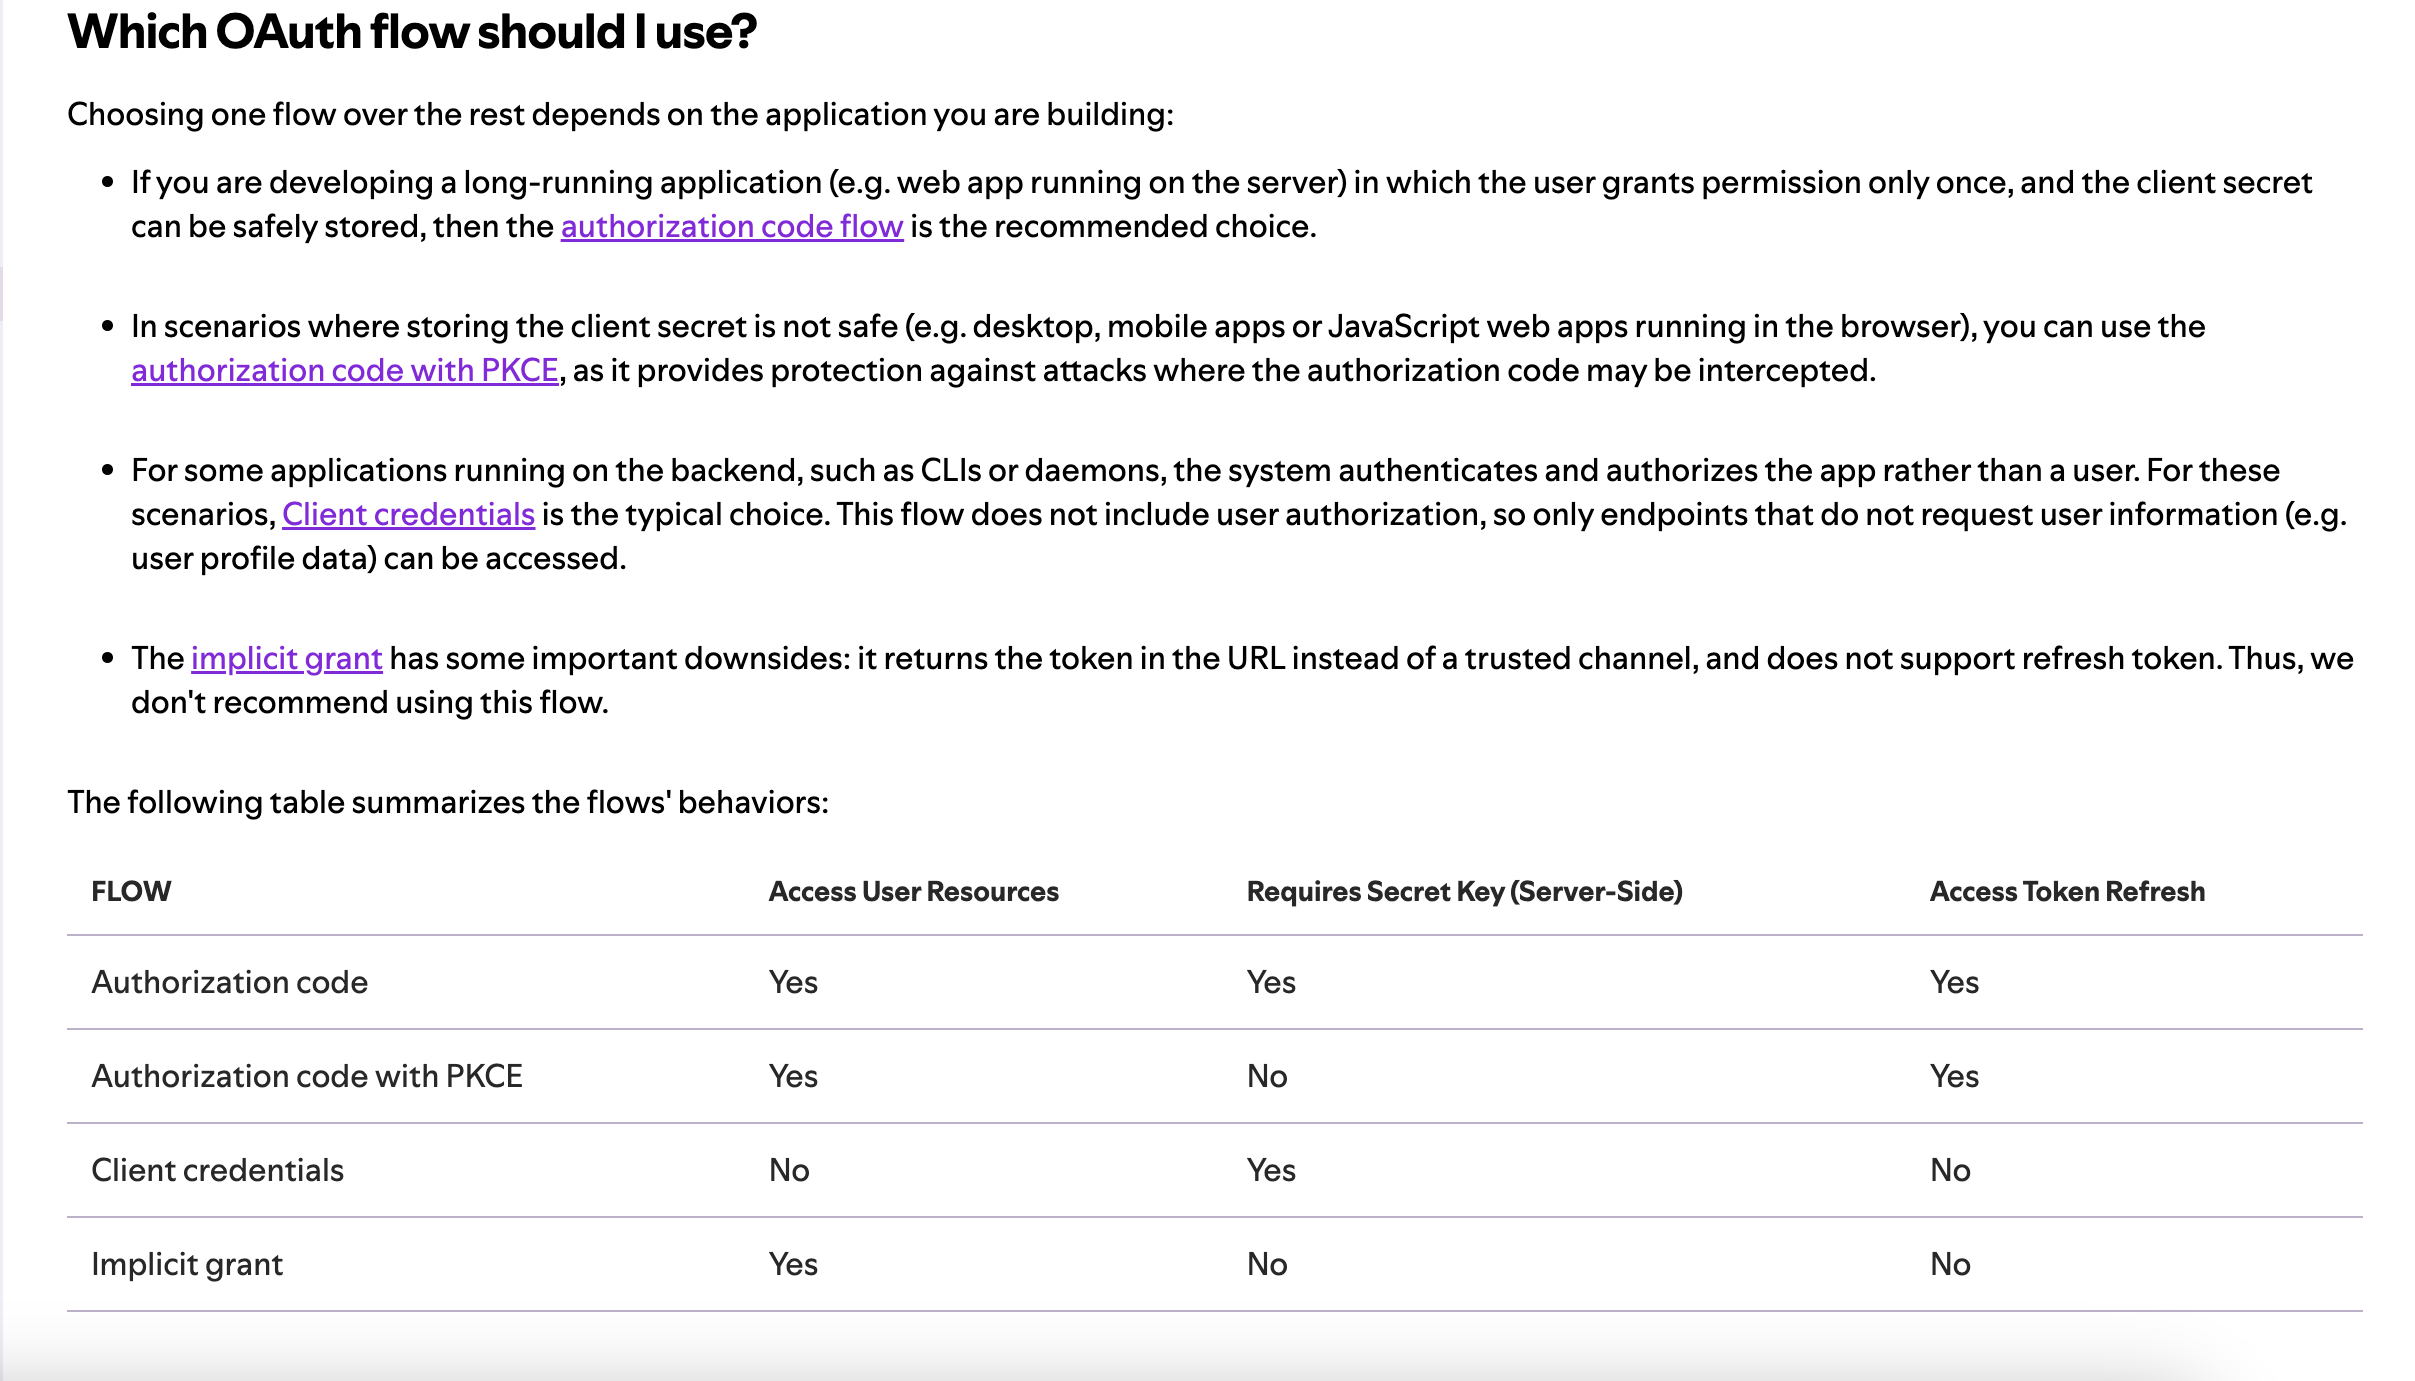 Which OAuth flow should I use?
Choosing one flow over the rest depends on the application you are building:
• If you are developing a long-running application (e.g. web app running on the server) in which the user grants permission only once, and the client secret
can be safely stored, then the authorization code flow is the recommended choice.
• In scenarios where storing the client secret is not safe (e.g. desktop, mobile apps or JavaScript web apps running in the browser), you can use the
authorization code with PKCE, as it provides protection against attacks where the authorization code may be intercepted.
• For some applications running on the backend, such as CLIs or daemons, the system authenticates and authorizes the app rather than a user. For these
scenarios, Client credentials is the typical choice. This flow does not include user authorization, so only endpoints that do not request user information (e.g.
user profile data) can be accessed.
• The implicit grant has some important downsides: it returns the token in the URL instead of a trusted channel, and does not support refresh token. Thus, we
don't recommend using this flow.
The following table summarizes the flows' behaviors:
FLOW Access User Resources Requires Secret Key (Server-Side) Access Token Refresh
Authorization code Yes Yes Yes
Authorization code with PKCE Yes No Yes
Client credentials No Yes No
Implicit grant Yes No No